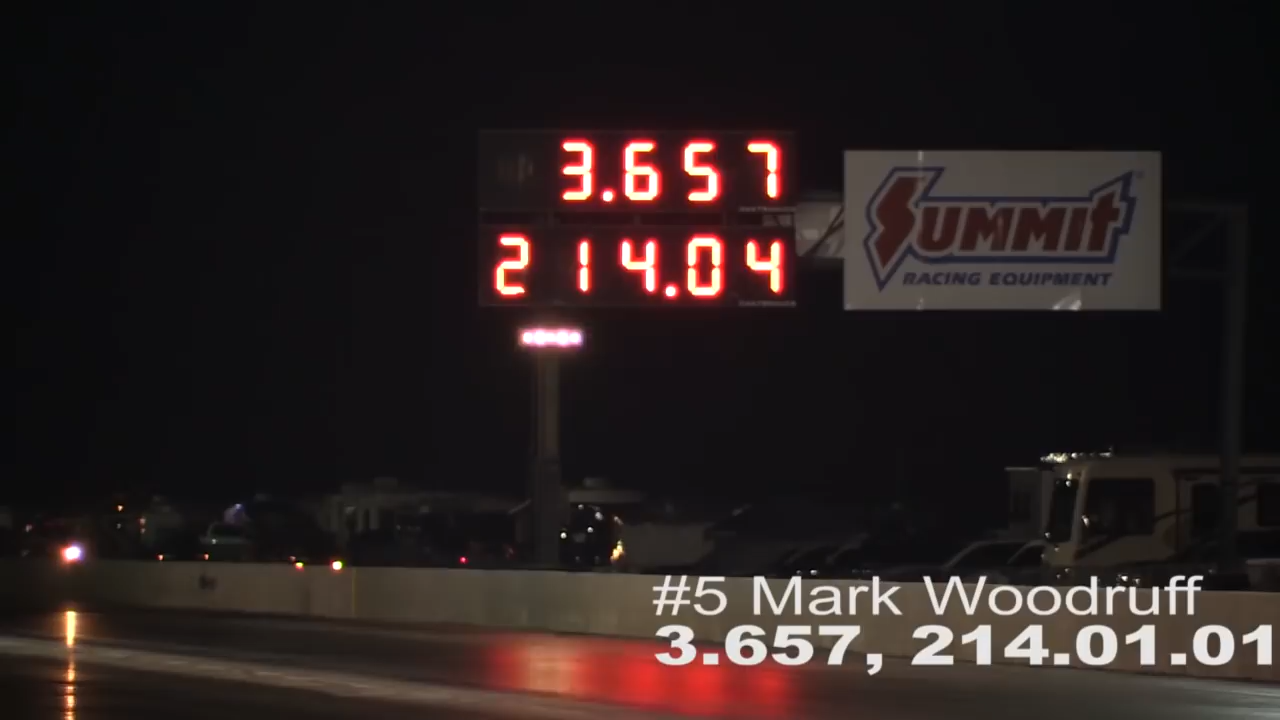 3.657
214.04
SUMMIT
RACING EQUIPMENT
#5 Mark Woodruff
3.657, 214.01.01